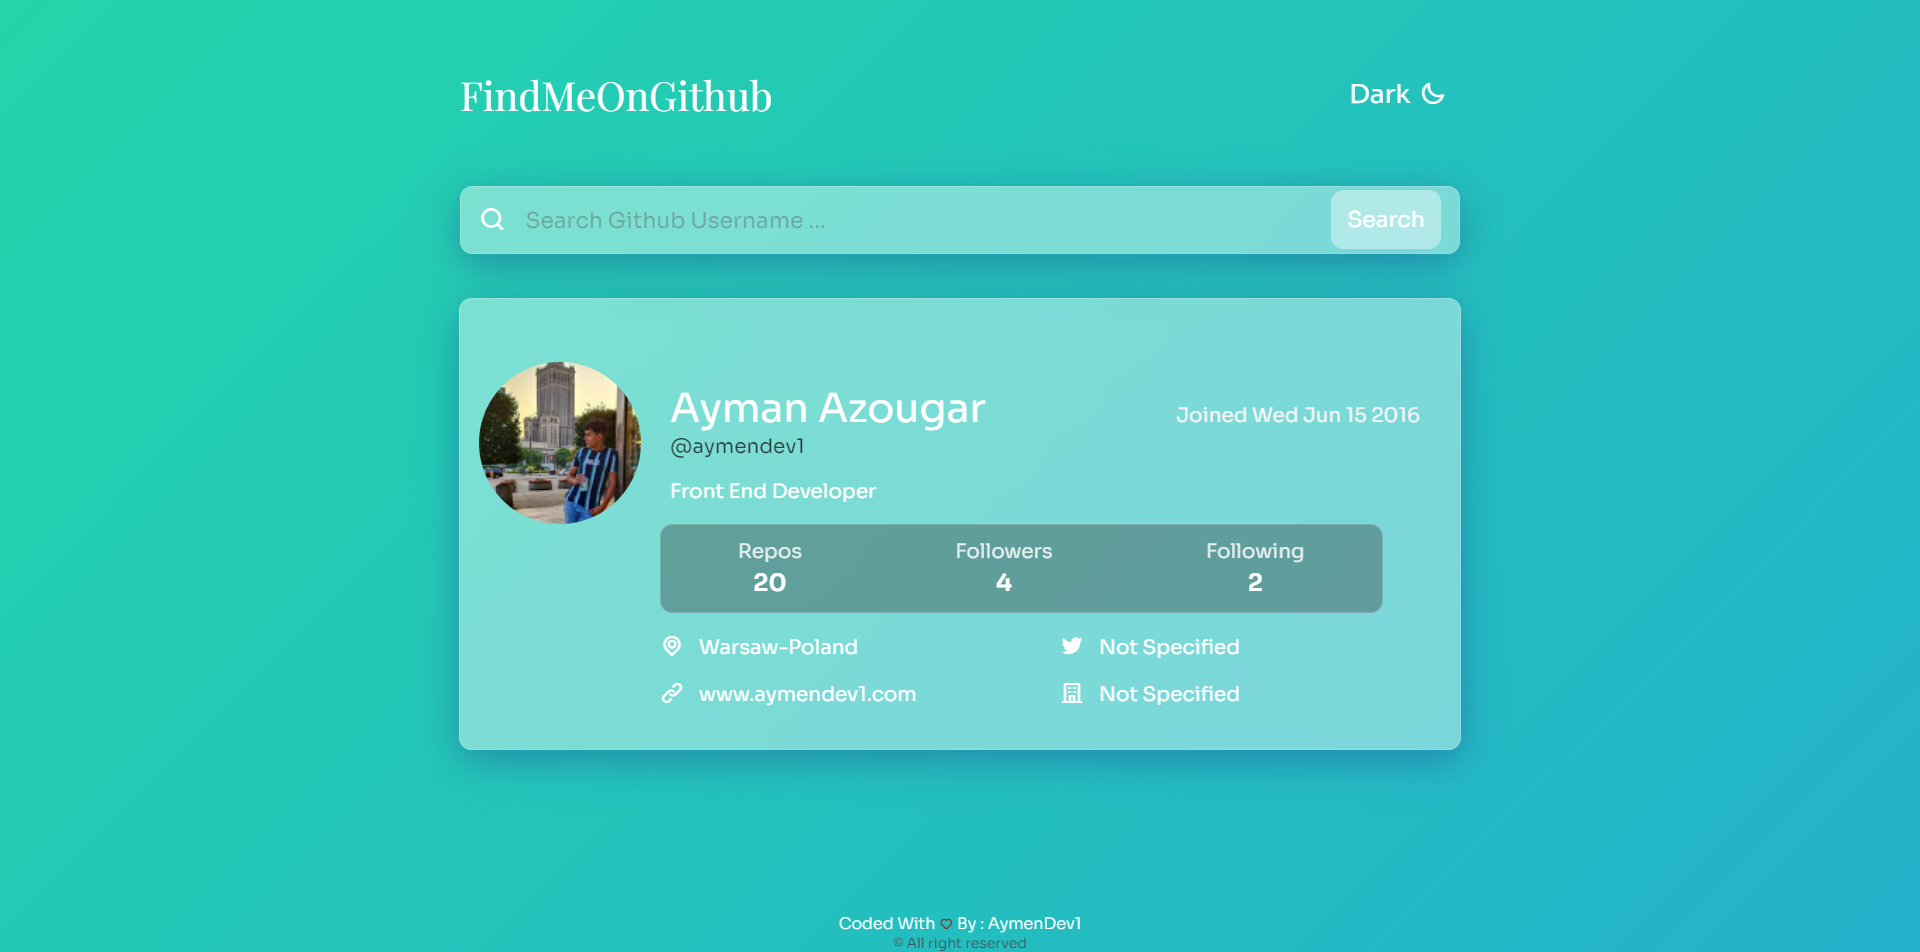 FindMeOnGithub
Dark
Search Github Username ...
Search
Ayman Azougar
Joined Wed Jun 15 2016
@aymendev1
Front End Developer
Repos Followers Following
20 4 2
Warsaw-Poland Not Specified
www.aymendev1.com Not Specified
Coded With By : AymenDev1
© All right reserved